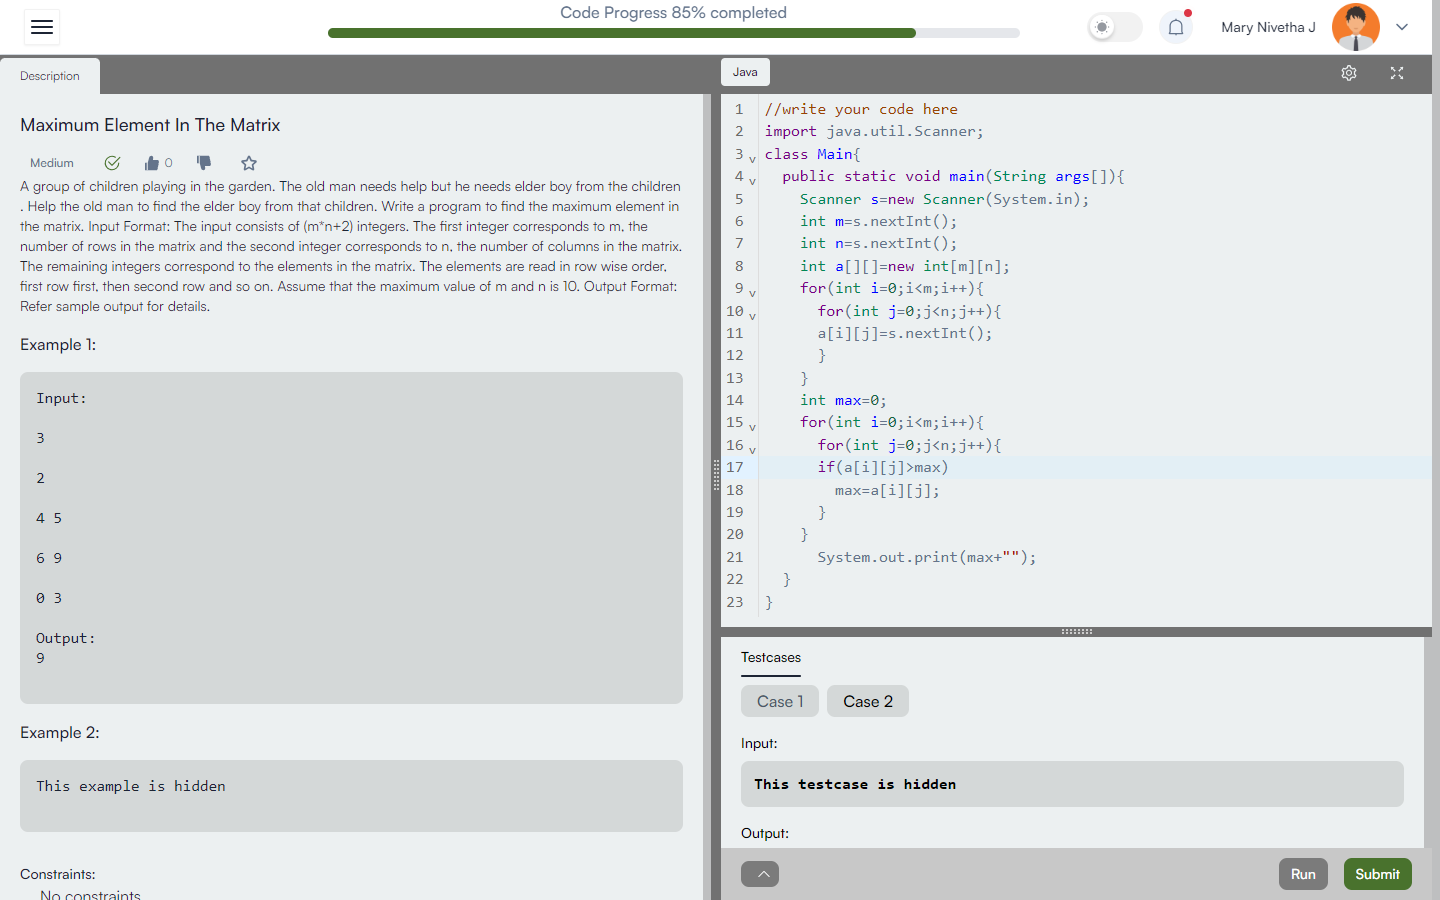 Code Progress 85% completed
Mary Nivetha J
Description
Maximum Element In The Matrix
Medium
0
A group of children playing in the garden. The old man needs help but he needs elder boy from the children
. Help the old man to find the elder boy from that children. Write a program to find the maximum element in
the matrix. Input Format: The input consists of (m*n+2) integers. The first integer corresponds to m, the
number of rows in the matrix and the second integer corresponds to n, the number of columns in the matrix.
The remaining integers correspond to the elements in the matrix. The elements are read in row wise order,
first row first, then second row and so on. Assume that the maximum value of m and n is 10. Output Format:
Refer sample output for details.
Example 1:
Input:
3
2
4 5
6 9
0 3
Output:
9
Example 2:
This example is hidden
Constraints:
No constraints
Java
1 //write your code here
2 import java.util.Scanner;
3 class Main{
4 public static void main(String args[]){
5 Scanner s=new Scanner(System.in);
6 int m=s.nextInt();
7 int n=s.nextInt();
8 int a[][]=new int[m][n];
9 for(int i=0;i<m;i++){
10 for(int j=0;j<n;j++){
11 a[i][j]=s.nextInt();
12 }
13 }
14 int max=0;
15 for(int i=0;i<m;i++){
16 for(int j=0;j<n;j++){
17 if(a[i][j]>max)
18 max=a[i][j];
19 }
20 }
21 System.out.print(max+"");
22 }
23 }
Testcases
Case 1
Case 2
Input:
This testcase is hidden
Output:
Run
Submit